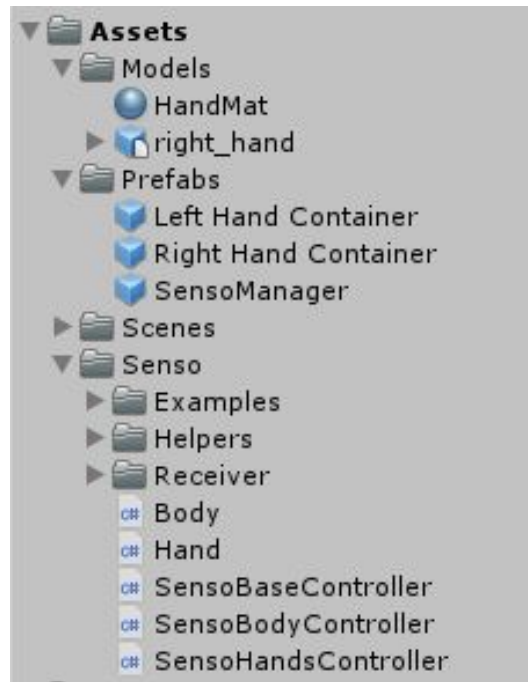 Assets
Models
HandMat
right_hand
Prefabs
Left Hand Container
Right Hand Container
SensoManager
Scenes
Senso
Examples
Helpers
Receiver
c# Body
c# Hand
c# SensoBaseController
c# SensoBodyController
c# SensoHandsController